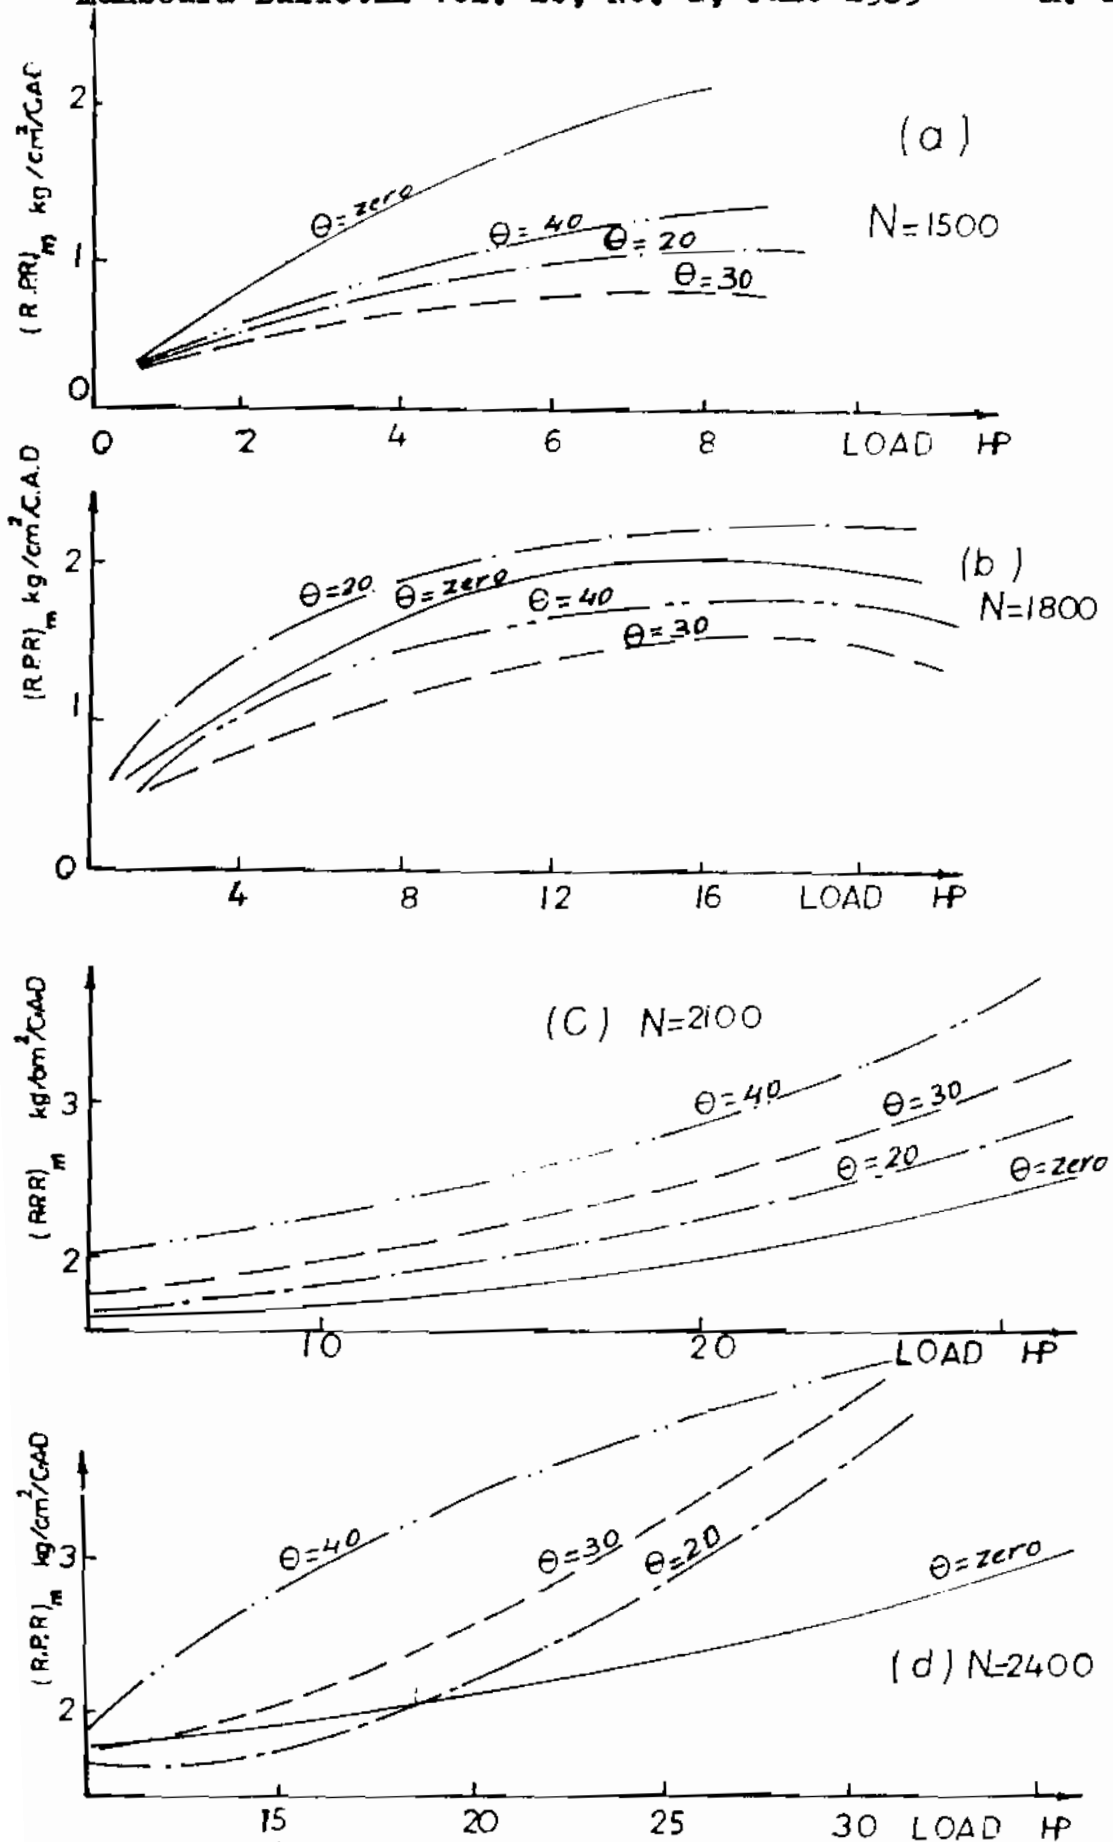 2
1
0
(R.P.R)m kg/cm²/C.A.D
θ=zero
θ=40
θ=20
θ=30
(a)
N=1500
0 2 4 6 8 LOAD HP
2
1
0
(R.P.R)m kg/cm²/C.A.D
θ=20
θ=zero
θ=40
θ=30
(b)
N=1800
4 8 12 16 LOAD HP
3
2
(R.P.R)m kg/cm²/C.A.D
(C) N=2100
θ=40
θ=30
θ=20
θ=zero
10 20 LOAD HP
3
2
(R.P.R)m kg/cm²/C.A.D
θ=40
θ=30
θ=20
θ=zero
(d) N=2400
15 20 25 30 LOAD HP